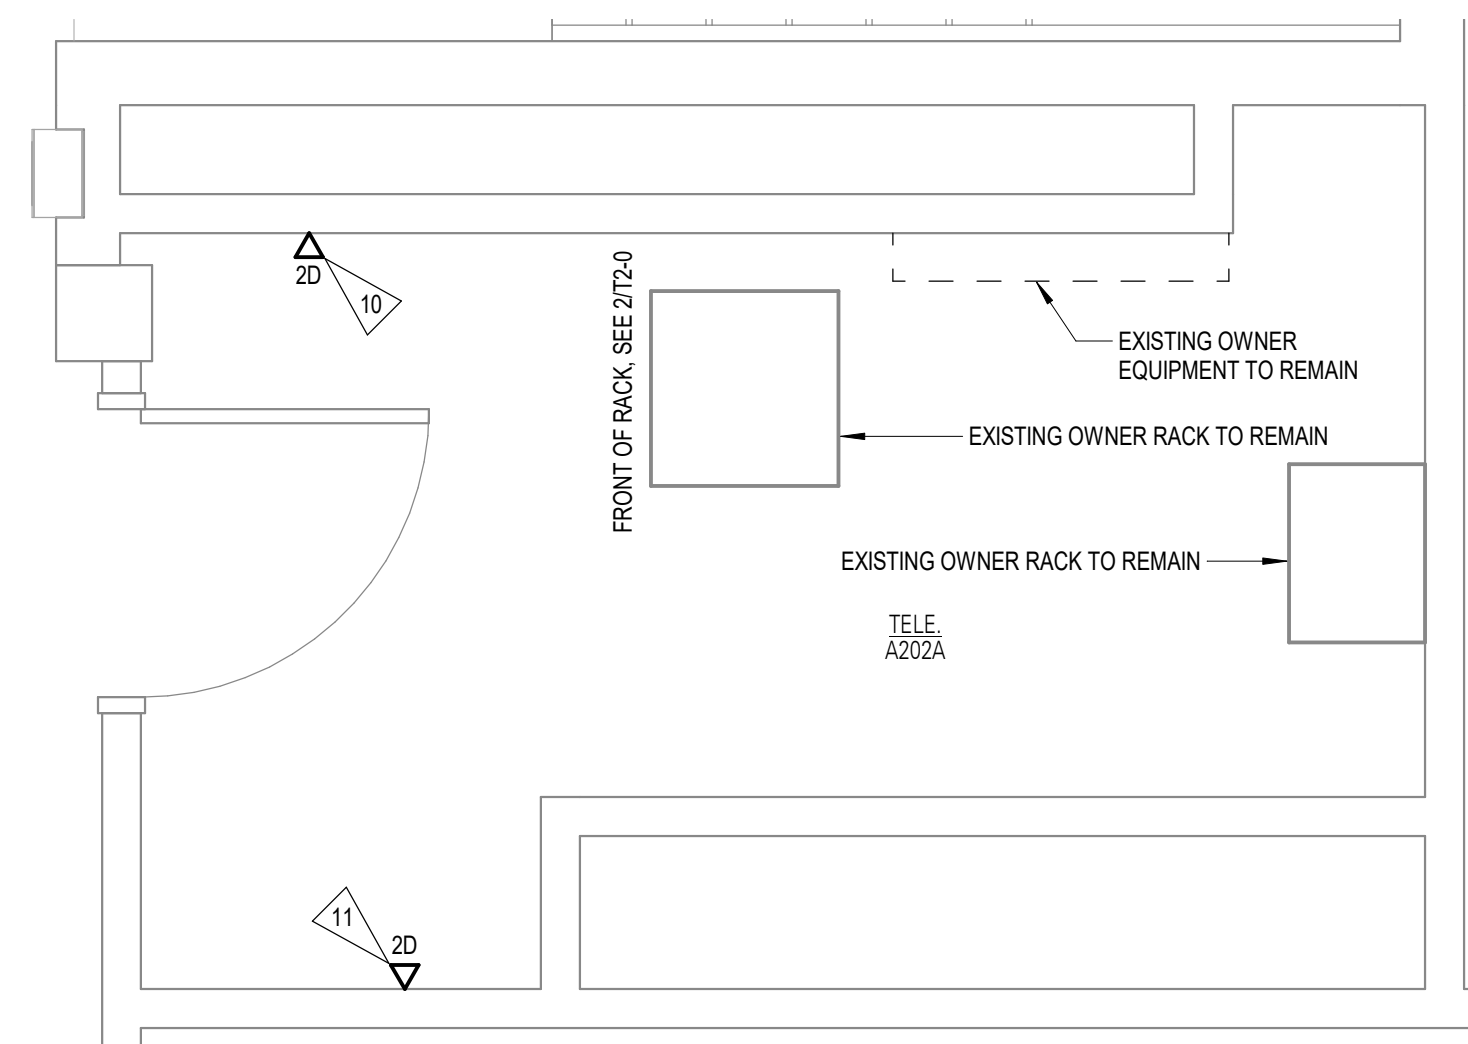 FRONT OF RACK, SEE 2/T2-0
2D
10
EXISTING OWNER
EQUIPMENT TO REMAIN
EXISTING OWNER RACK TO REMAIN
EXISTING OWNER RACK TO REMAIN
TELE.
A202A
11
2D